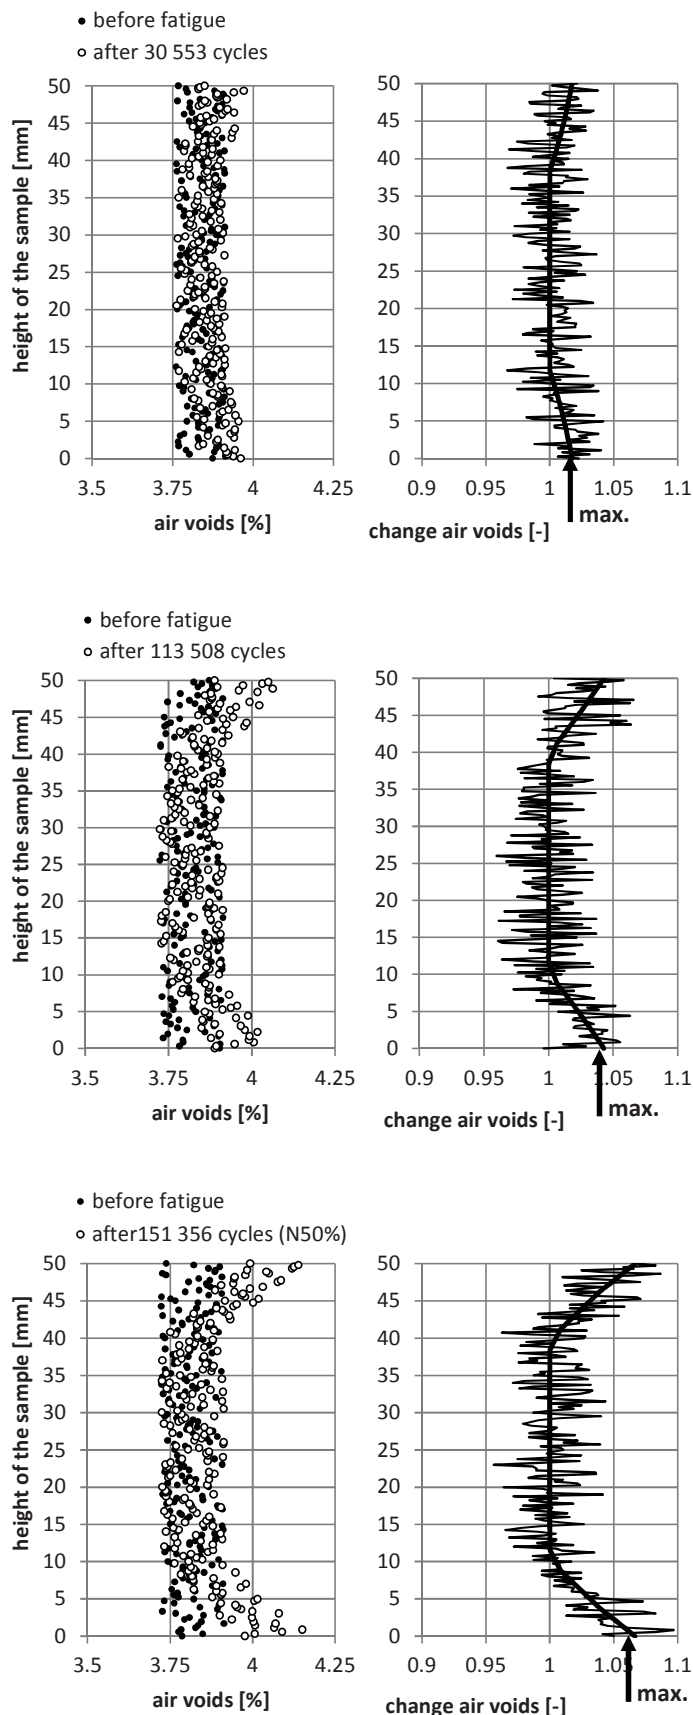 • before fatigue
○ after 30 553 cycles
height of the sample [mm]
50
45
40
35
30
25
20
15
10
5
0
3.5 3.75 4 4.25
air voids [%]
50
45
40
35
30
25
20
15
10
5
0
0.9 0.95 1 1.05 1.1
change air voids [-]
max.
• before fatigue
○ after 113 508 cycles
height of the sample [mm]
50
45
40
35
30
25
20
15
10
5
0
3.5 3.75 4 4.25
air voids [%]
50
45
40
35
30
25
20
15
10
5
0
0.9 0.95 1 1.05 1.1
change air voids [-]
max.
• before fatigue
○ after151 356 cycles (N50%)
height of the sample [mm]
50
45
40
35
30
25
20
15
10
5
0
3.5 3.75 4 4.25
air voids [%]
50
45
40
35
30
25
20
15
10
5
0
0.9 0.95 1 1.05 1.1
change air voids [-]
max.